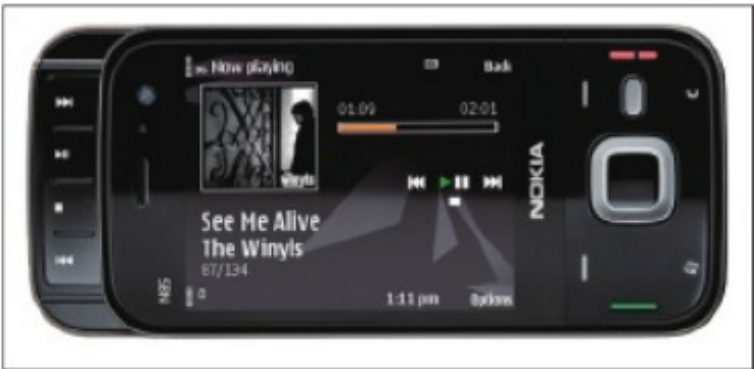 Now playing
Back
01:09 02:01
winyls
See Me Alive
The Winyls
87/134
1:11 pm Options
NOKIA
N85